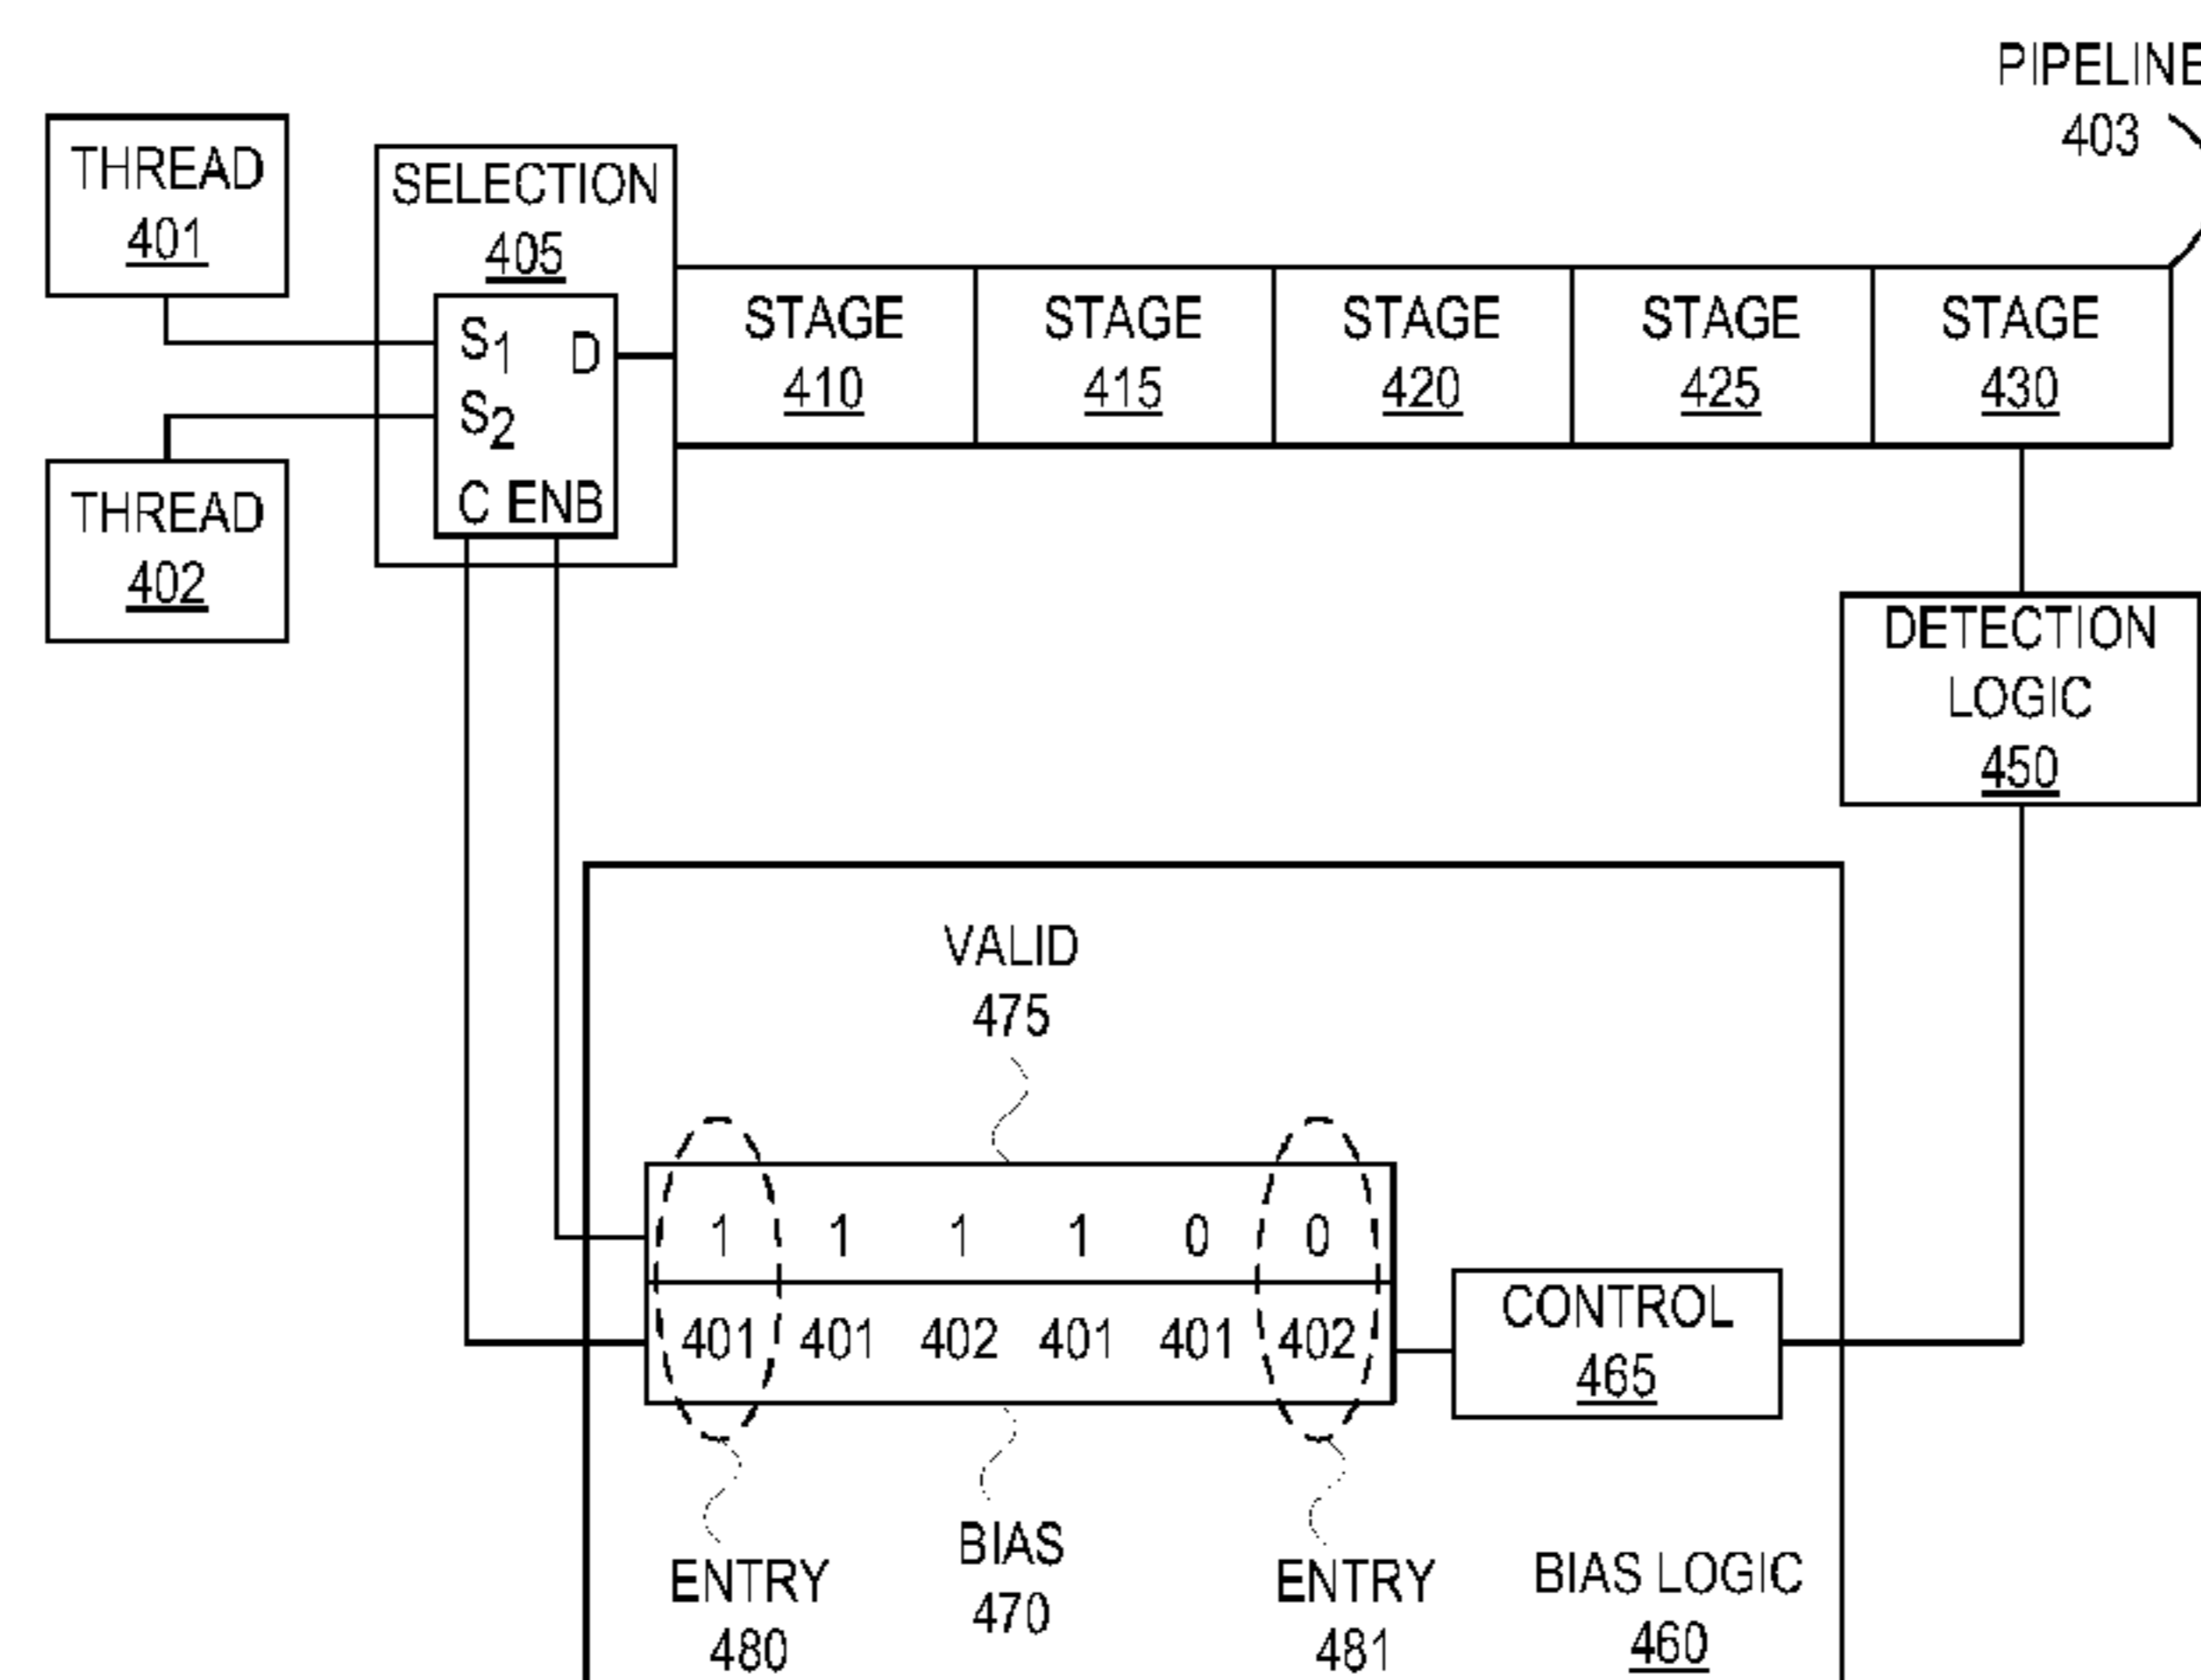 PIPELINE
403
THREAD
401
SELECTION
405
S1 D
S2
C ENB
THREAD
402
STAGE
410
STAGE
415
STAGE
420
STAGE
425
STAGE
430
DETECTION
LOGIC
450
VALID
475
1 1 1 1 0 0
401 401 402 401 401 402
CONTROL
465
ENTRY
480
BIAS
470
ENTRY
481
BIAS LOGIC
460